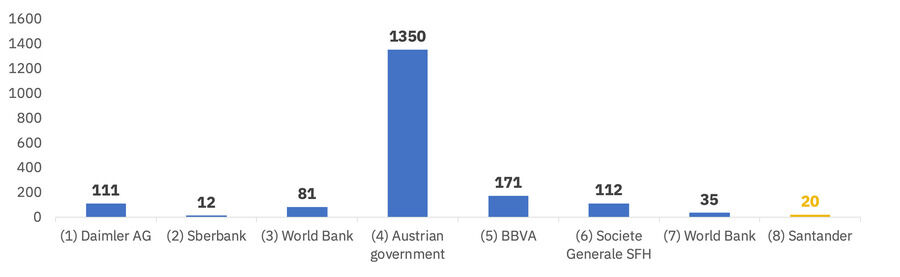 1600
1400
1200
1000
800
600
400
200
0
111
12
81
1350
171
112
35
20
(1) Daimler AG
(2) Sberbank
(3) World Bank
(4) Austrian
government
(5) BBVA
(6) Societe
Generale SFH
(7) World Bank
(8) Santander